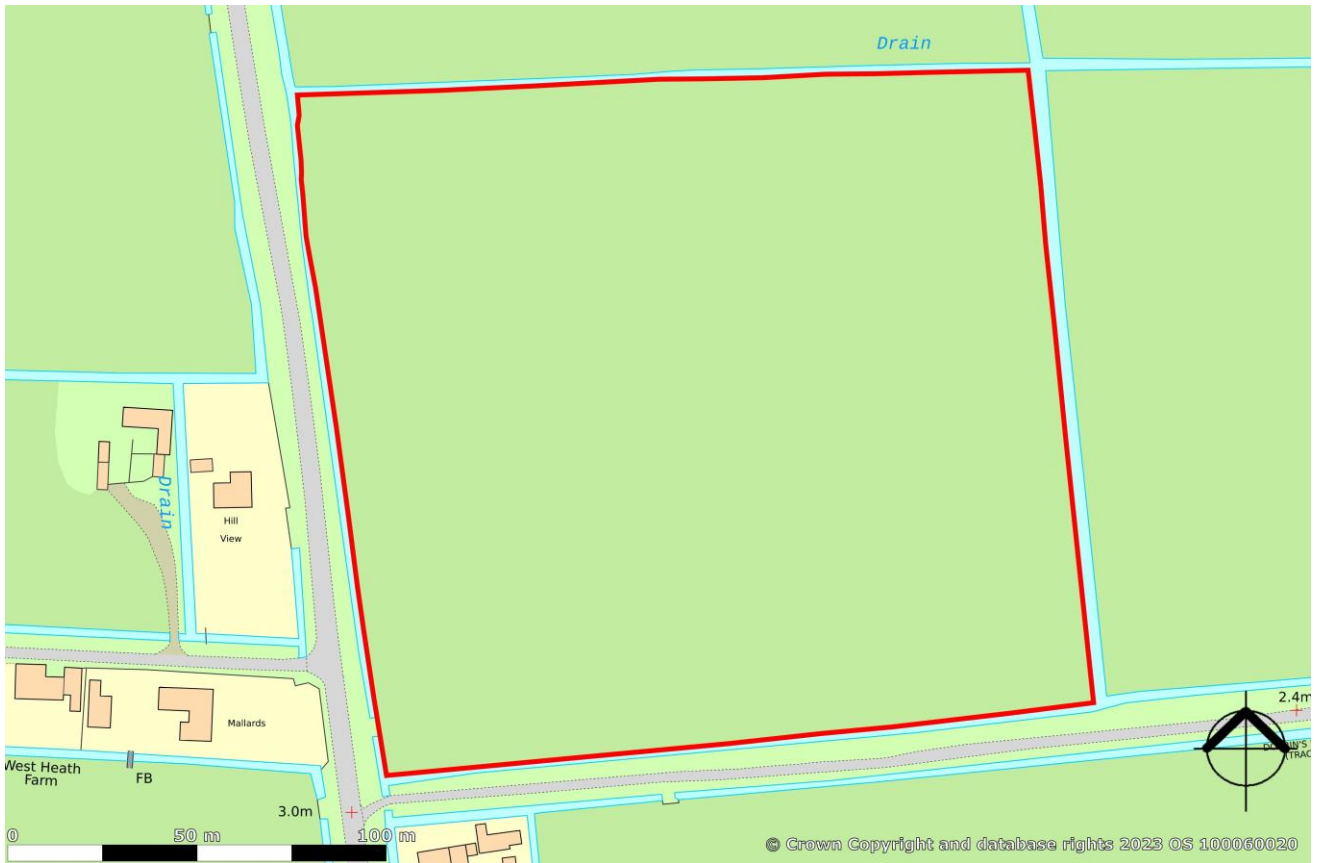 Drain
Drain
Hill
View
Mallards
West Heath
Farm
FB
3.0m
2.4m
(TRAC
0
50 m
100 m
© Crown Copyright and database rights 2023 OS 100060020